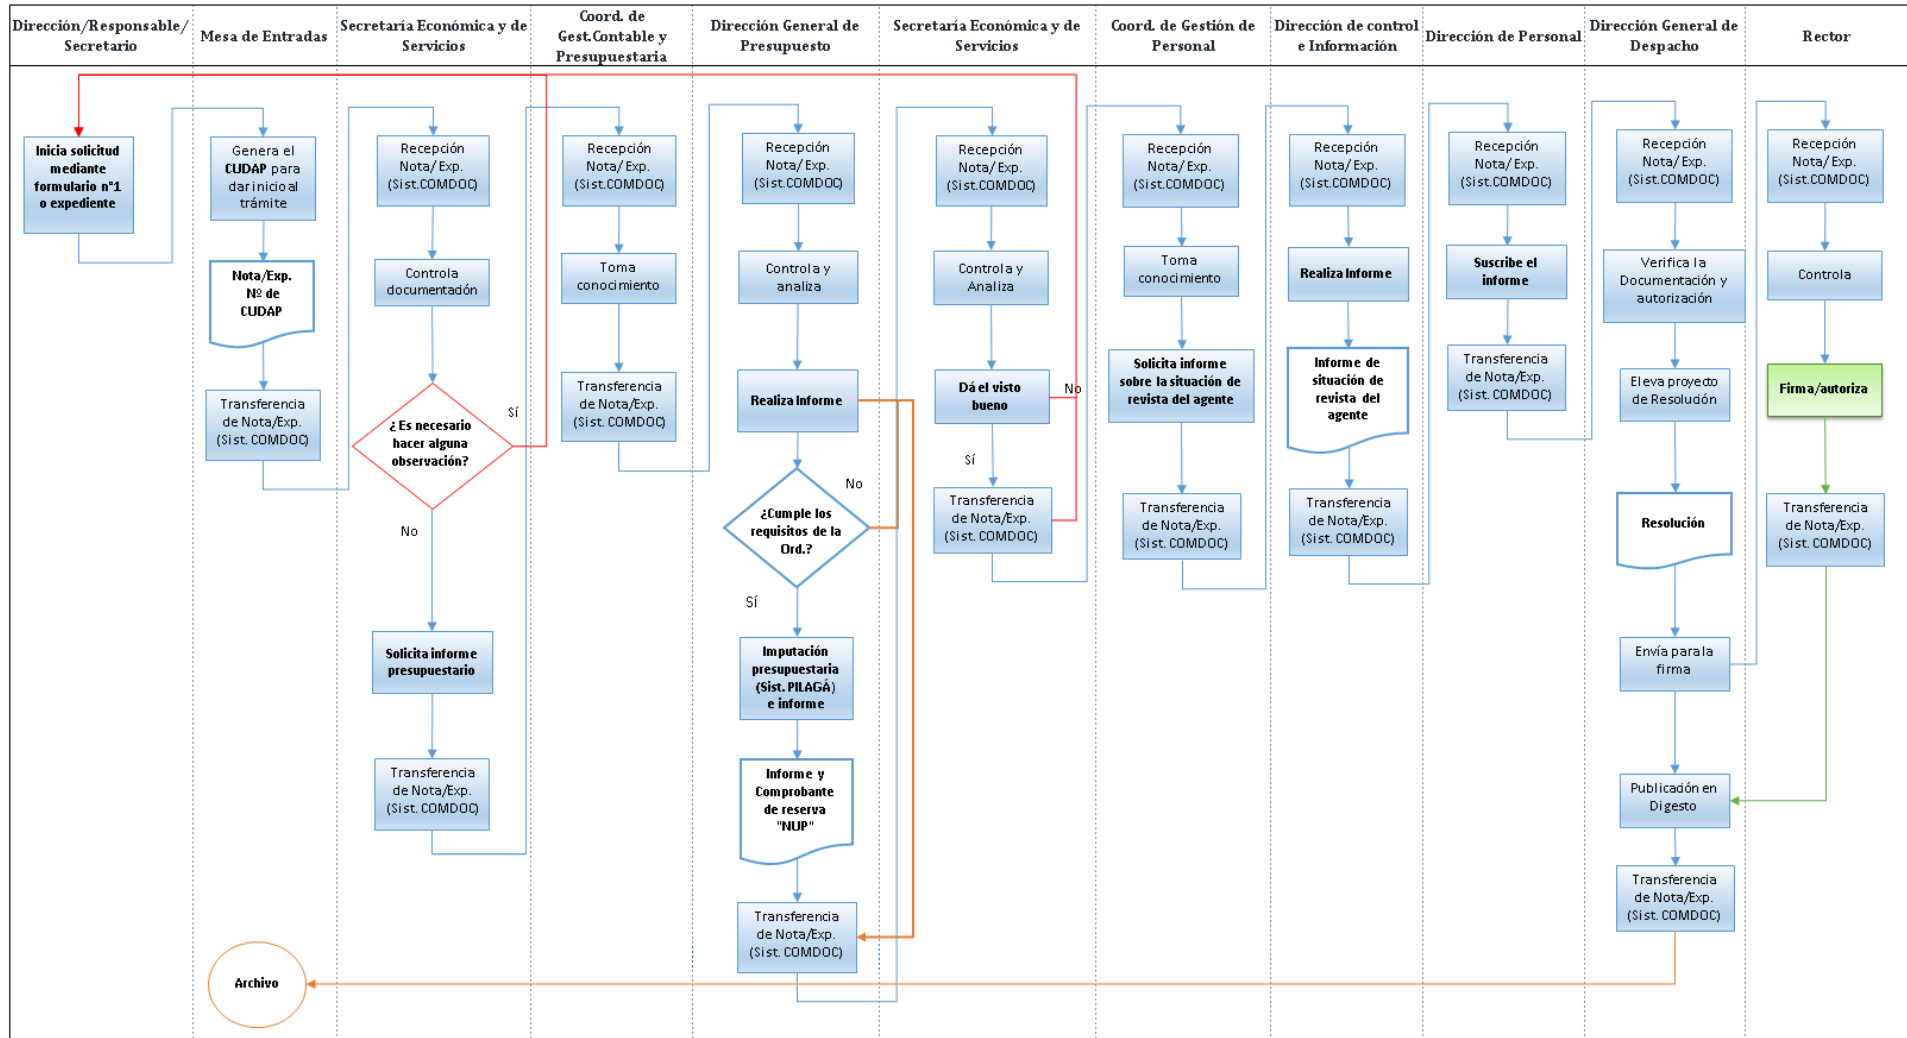 Dirección/Responsable/
Secretario
Mesa de Entradas
Secretaría Económica y de
Servicios
Coord. de
Gest.Contable y
Presupuestaria
Dirección General de
Presupuesto
Secretaría Económica y de
Servicios
Coord. de Gestión de
Personal
Dirección de control
e Información
Dirección de Personal
Dirección General de
Despacho
Rector
Inicia solicitud
mediante
formulario n°1
o expediente
Genera el
CUDAP para
dar inicio al
trámite
Nota/Exp.
Nº de
CUDAP
Transferencia
de Nota/Exp.
(Sist. COMDOC)
Archivo
Recepción
Nota/Exp.
(Sist.COMDOC)
Controla
documentación
¿Es necesario
hacer alguna
observación?
Sí
No
Solicita informe
presupuestario
Transferencia
de Nota/Exp.
(Sist. COMDOC)
Recepción
Nota/Exp.
(Sist.COMDOC)
Toma
conocimiento
Transferencia
de Nota/Exp.
(Sist. COMDOC)
Recepción
Nota/Exp.
(Sist.COMDOC)
Controla y
analiza
Realiza Informe
No
¿Cumple los
requisitos de la
Ord.?
Sí
Imputación
presupuestaria
(Sist. PILAGÁ)
e informe
Informe y
Comprobante
de reserva
"NUP"
Transferencia
de Nota/Exp.
(Sist. COMDOC)
Recepción
Nota/Exp.
(Sist.COMDOC)
Controla y
Analiza
Dá el visto
bueno
No
Sí
Transferencia
de Nota/Exp.
(Sist. COMDOC)
Recepción
Nota/Exp.
(Sist.COMDOC)
Toma
conocimiento
Solicita informe
sobre la situación de
revista del agente
Transferencia
de Nota/Exp.
(Sist. COMDOC)
Recepción
Nota/Exp.
(Sist.COMDOC)
Realiza Informe
Informe de
situación de
revista del
agente
Transferencia
de Nota/Exp.
(Sist. COMDOC)
Recepción
Nota/Exp.
(Sist.COMDOC)
Suscribe el
informe
Transferencia
de Nota/Exp.
(Sist. COMDOC)
Recepción
Nota/Exp.
(Sist.COMDOC)
Verifica la
Documentación y
autorización
Eleva proyecto
de Resolución
Resolución
Envía para la
firma
Publicación en
Digesto
Transferencia
de Nota/Exp.
(Sist. COMDOC)
Recepción
Nota/Exp.
(Sist.COMDOC)
Controla
Firma/autoriza
Transferencia
de Nota/Exp.
(Sist. COMDOC)